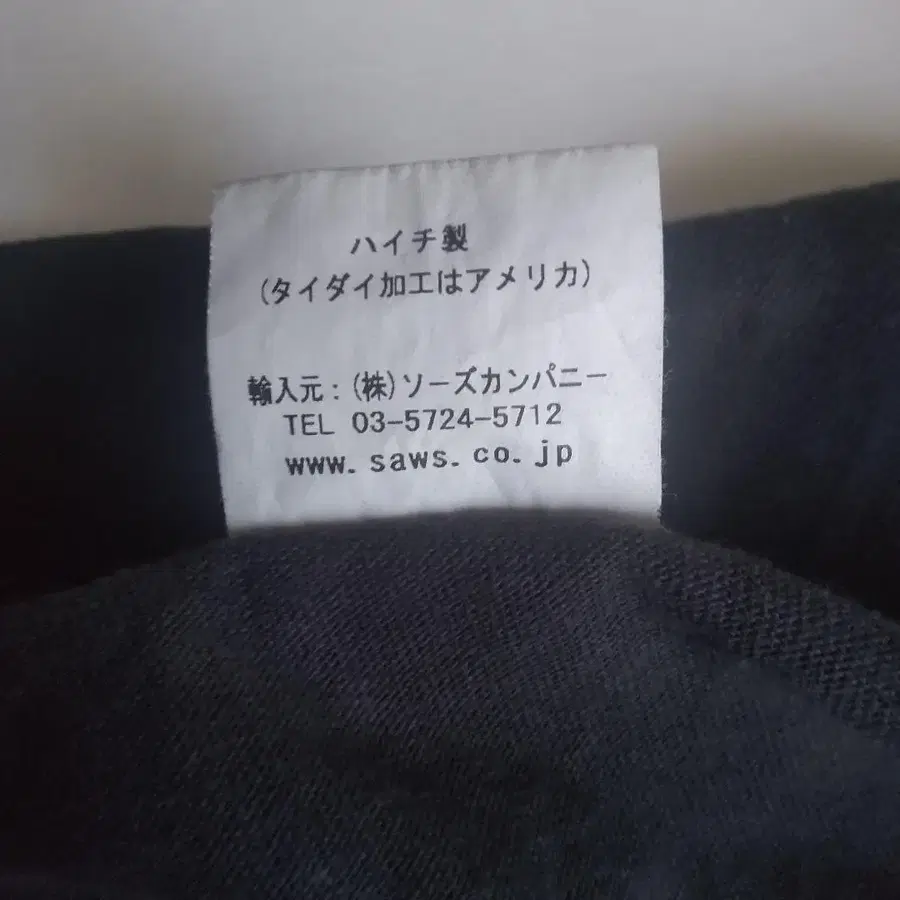 ハイチ製
(タイダイ加工はアメリカ)
輸入元：(株)ソーズカンパニー
TEL 03-5724-5712
www.saws.co.jp